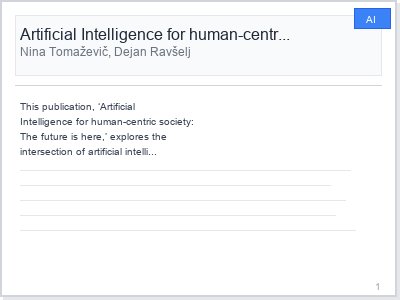 AI
Artificial Intelligence for human-centr...
Nina Tomaževič, Dejan Ravšelj
This publication, 'Artificial
Intelligence for human-centric society:
The future is here,' explores the
intersection of artificial intelli...
1